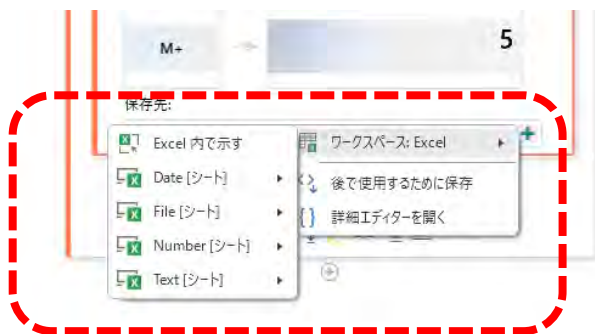 M+
5
保存先:
Excel 内で示す
Date [シート]
File [シート]
Number [シート]
Text [シート]
ワークスペース: Excel
後で使用するために保存
詳細エディターを開く